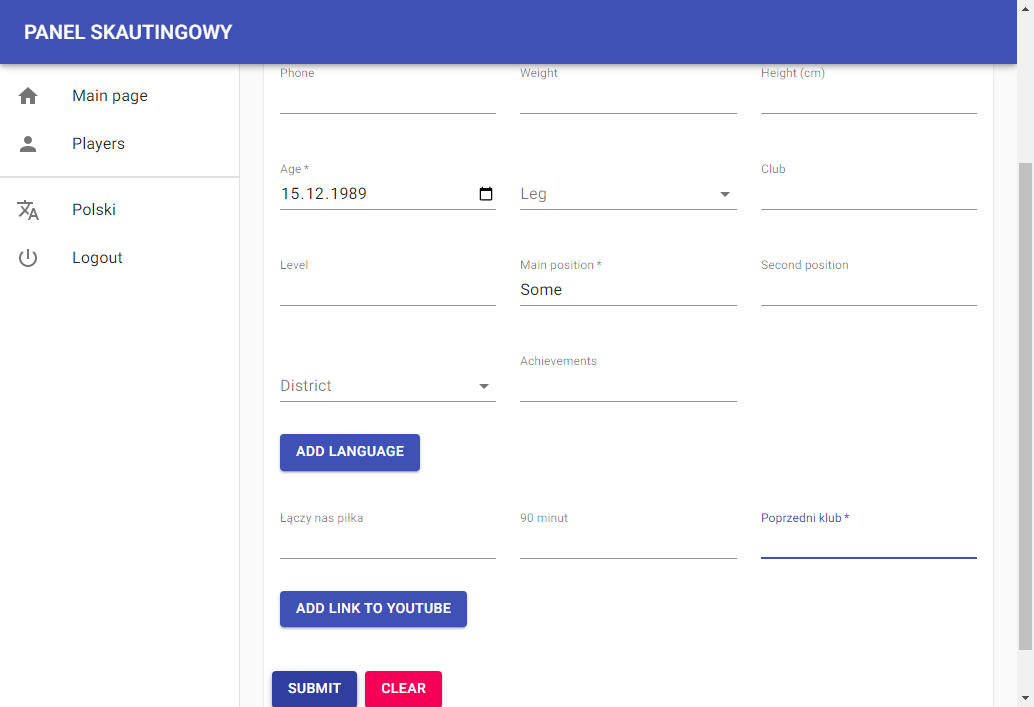 PANEL SKAUTINGOWY
Main page
Players
Polski
Logout
Phone Weight Height (cm)
Age * Club
15.12.1989 Leg
Level Main position * Second position
Some
Achievements
District
ADD LANGUAGE
Łączy nas piłka 90 minut Poprzedni klub *
ADD LINK TO YOUTUBE
SUBMIT CLEAR